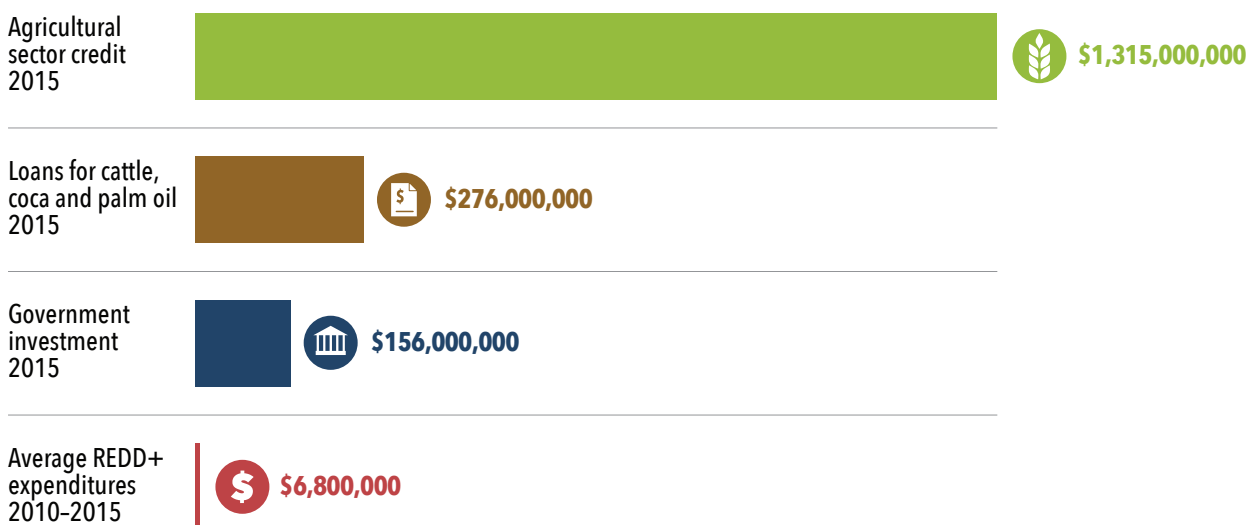 Agricultural
sector credit
2015
$1,315,000,000
Loans for cattle,
coca and palm oil
2015
$
$276,000,000
Government
investment
2015
$156,000,000
Average REDD+
expenditures
2010–2015
$
$6,800,000